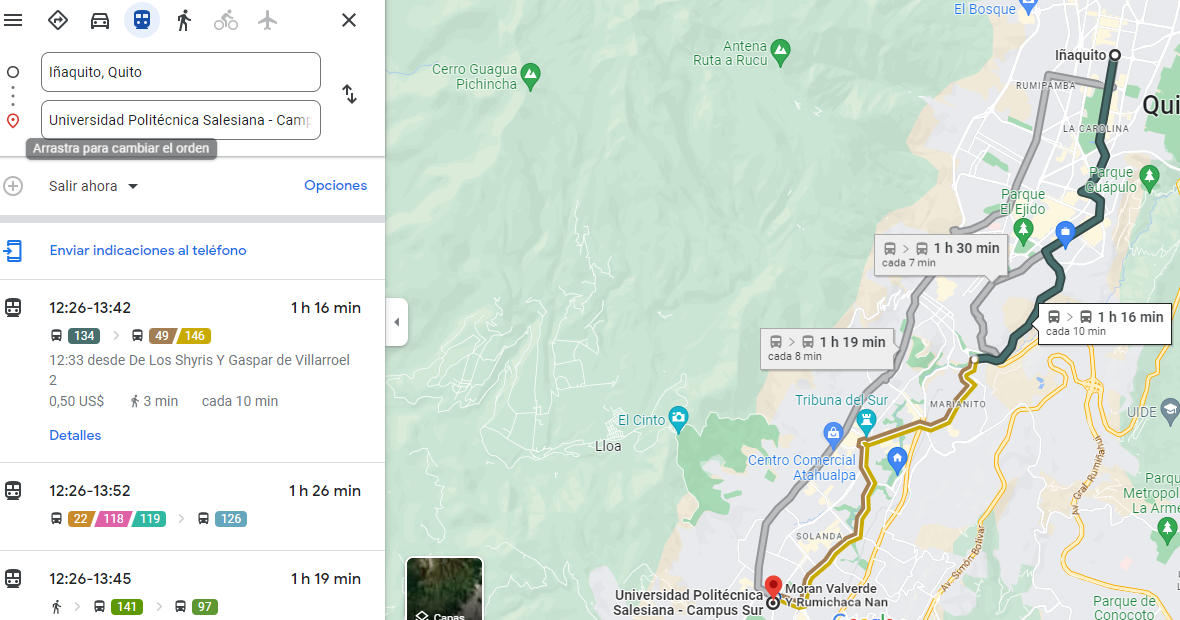 Iñaquito, Quito
Universidad Politécnica Salesiana - Camp
Arrastra para cambiar el orden
Salir ahora
Opciones
Enviar indicaciones al teléfono
12:26-13:42
1 h 16 min
134
49
146
12:33 desde De Los Shyris Y Gaspar de Villarroel
2
0,50 US$
3 min
cada 10 min
Detalles
12:26-13:52
1 h 26 min
22
118
119
126
12:26-13:45
1 h 19 min
141
97
El Bosque
Antena
Ruta a Rucu
Cerro Guagua
Pichincha
Iñaquito
RUMIPAMBA
Qui
LA CAROLINA
Parque
Guápulo
Parque
El Ejido
1 h 30 min
cada 7 min
1 h 16 min
cada 10 min
1 h 19 min
cada 8 min
Tribuna del Sur
MARIANITO
El Cinto
UIDE
Lloa
Centro Comercial
Atahualpa
Av. Gral. Rumiñahui
Parqu
Metropol
La Arme
SOLANDA
Av. Simón Bolívar
Universidad Politécnica
Salesiana - Campus Sur
Moran Valverde
Y Rumichaca Nan
Parque de
Conocoto
Capas
Google